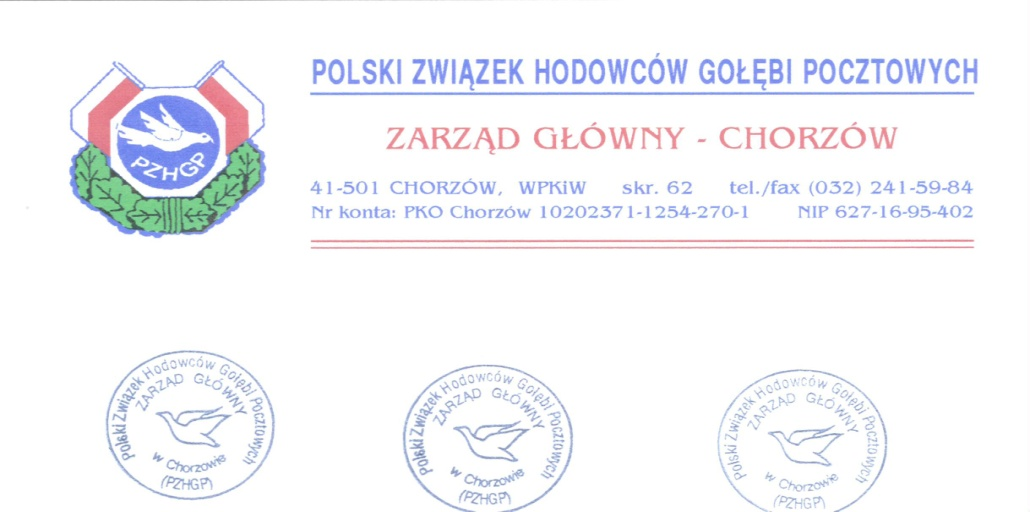 POLSKI ZWIĄZEK HODOWCÓW GOŁĘBI POCZTOWYCH
ZARZĄD GŁÓWNY - CHORZÓW
41-501 CHORZÓW, WPKiW skr. 62 tel./fax (032) 241-59-84
Nr konta: PKO Chorzów 10202371-1254-270-1 NIP 627-16-95-402
PZHGP
Polski Związek Hodowców Gołębi Pocztowych
ZARZĄD GŁÓWNY
w Chorzowie
(PZHGP)
Polski Związek Hodowców Gołębi Pocztowych
ZARZĄD GŁÓWNY
w Chorzowie
(PZHGP)
Polski Związek Hodowców Gołębi Pocztowych
ZARZĄD GŁÓWNY
w Chorzowie
(PZHGP)